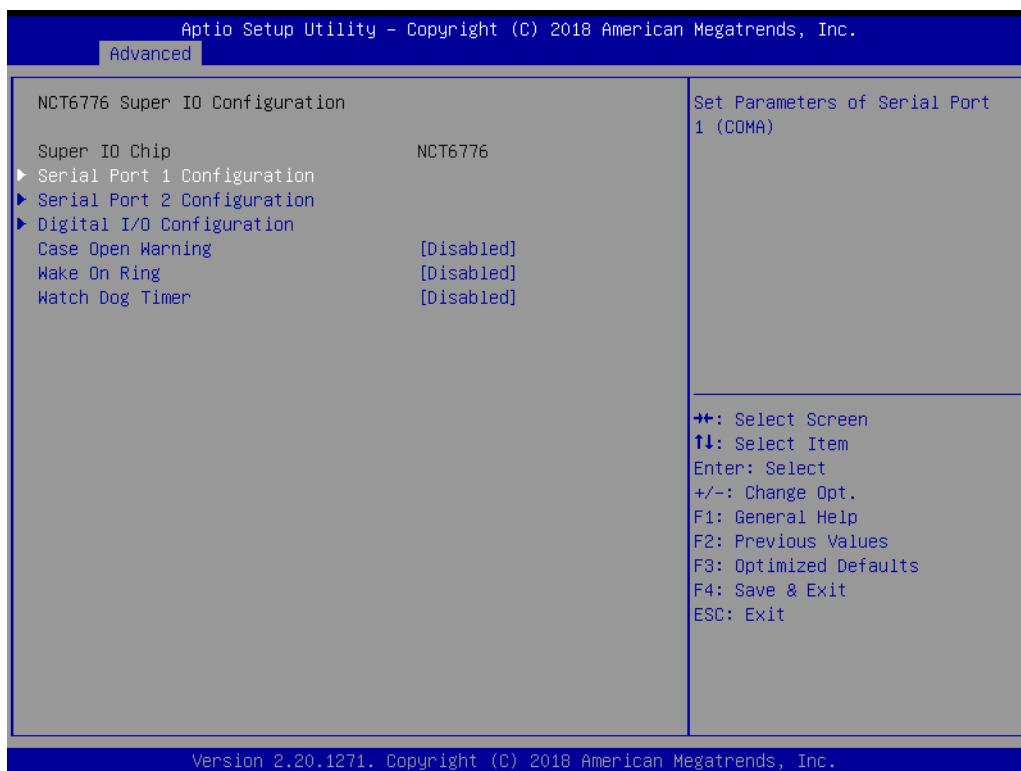 Aptio Setup Utility – Copyright (C) 2018 American Megatrends, Inc.
Advanced
NCT6776 Super IO Configuration
Super IO Chip NCT6776
► Serial Port 1 Configuration
► Serial Port 2 Configuration
► Digital I/O Configuration
Case Open Warning [Disabled]
Wake On Ring [Disabled]
Watch Dog Timer [Disabled]
Set Parameters of Serial Port
1 (COMA)
→←: Select Screen
↑↓: Select Item
Enter: Select
+/-: Change Opt.
F1: General Help
F2: Previous Values
F3: Optimized Defaults
F4: Save & Exit
ESC: Exit
Version 2.20.1271. Copyright (C) 2018 American Megatrends, Inc.